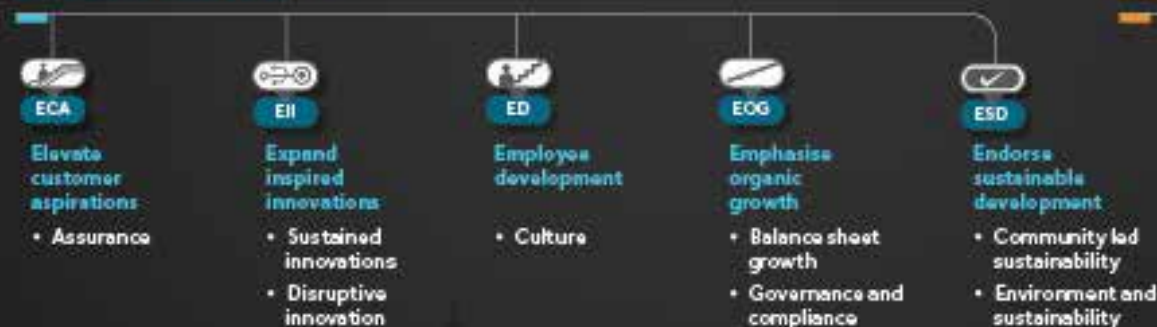 ECA
Elevate
customer
aspirations
• Assurance
EII
Expand
inspired
innovations
• Sustained
innovations
• Disruptive
innovation
ED
Employee
development
• Culture
EOG
Emphasise
organic
growth
• Balance sheet
growth
• Governance and
compliance
ESD
Endorse
sustainable
development
• Community led
sustainability
• Environment and
sustainability